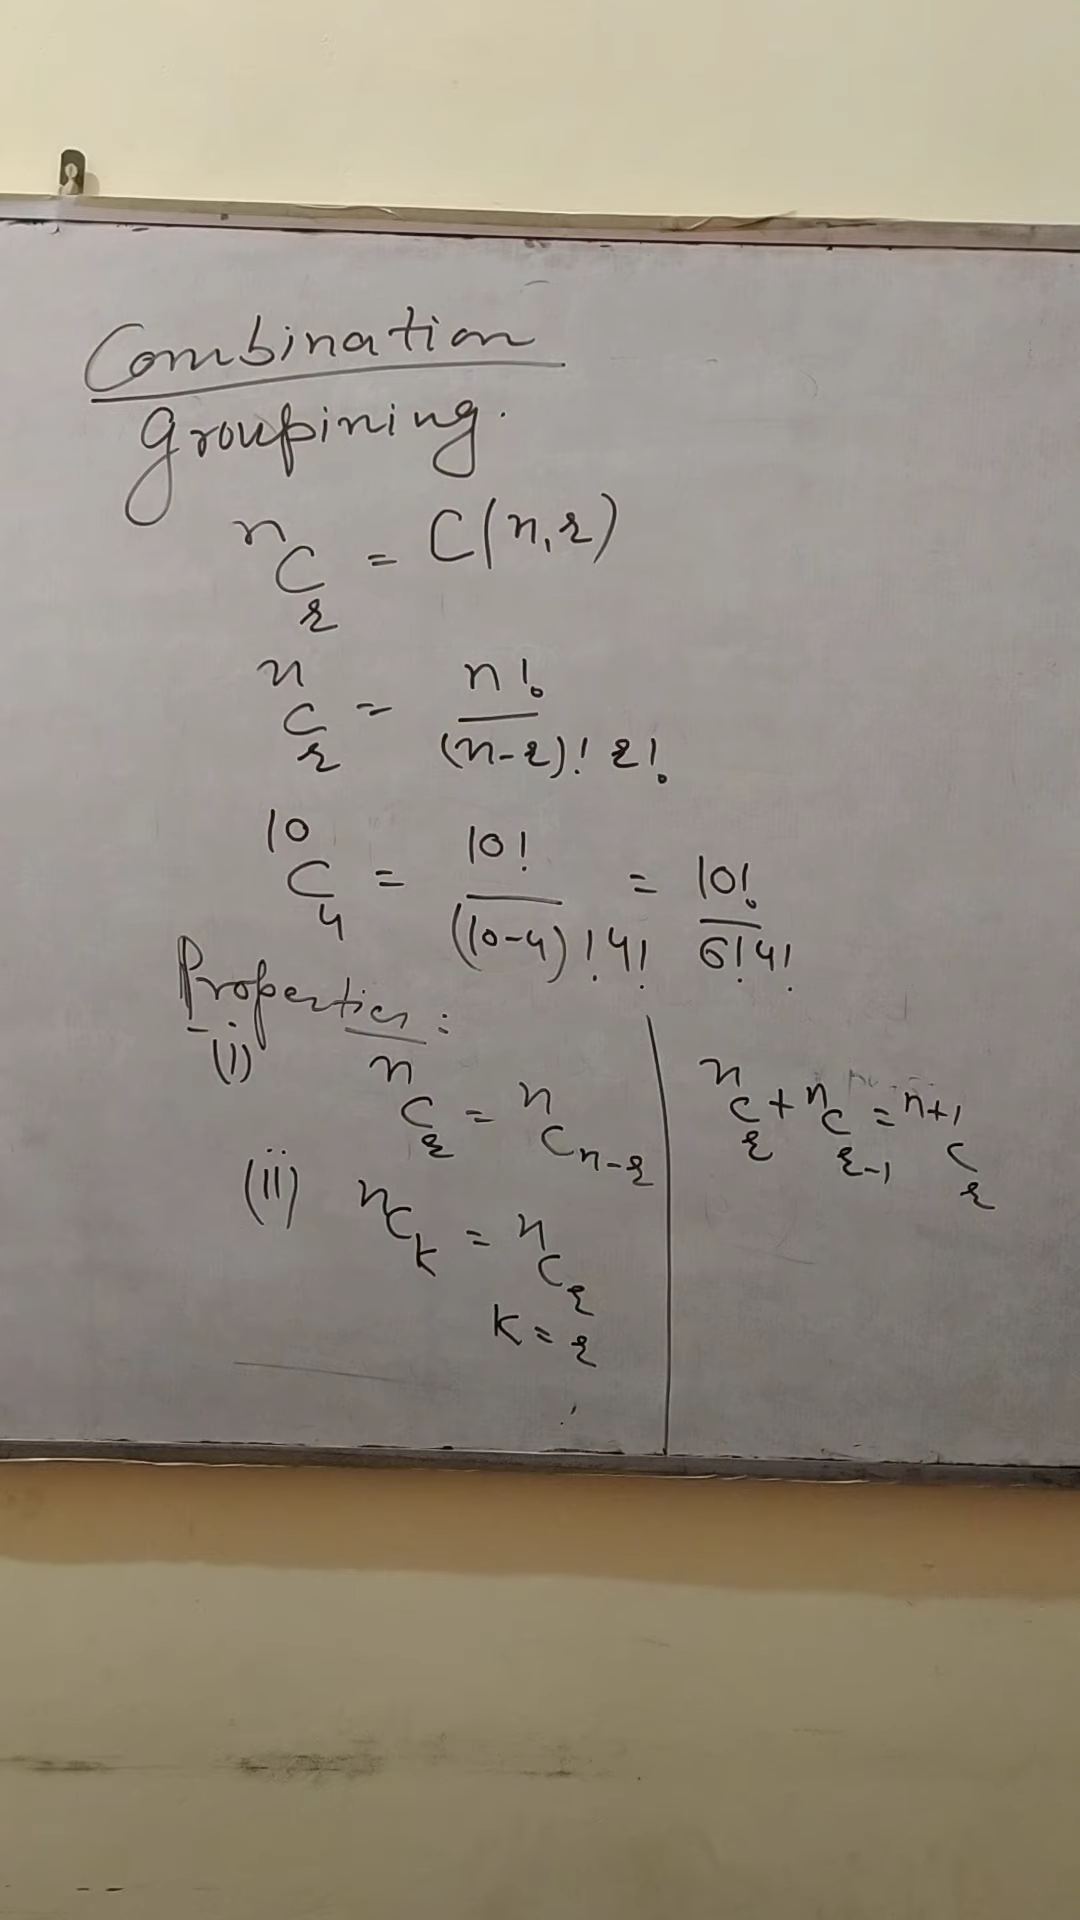 Combination
Groupining.
ⁿCᵣ = C(n,r)
ⁿCᵣ = n! / (n-r)! r!
¹⁰C₄ = 10! / (10-4)! 4! = 10! / 6! 4!
Properties:
(i) ⁿCᵣ = ⁿCₙ₋ᵣ
(ii) ⁿCₖ = ⁿCᵣ
k = r
ⁿCᵣ + ⁿCᵣ₋₁ = ⁿ⁺¹Cᵣ